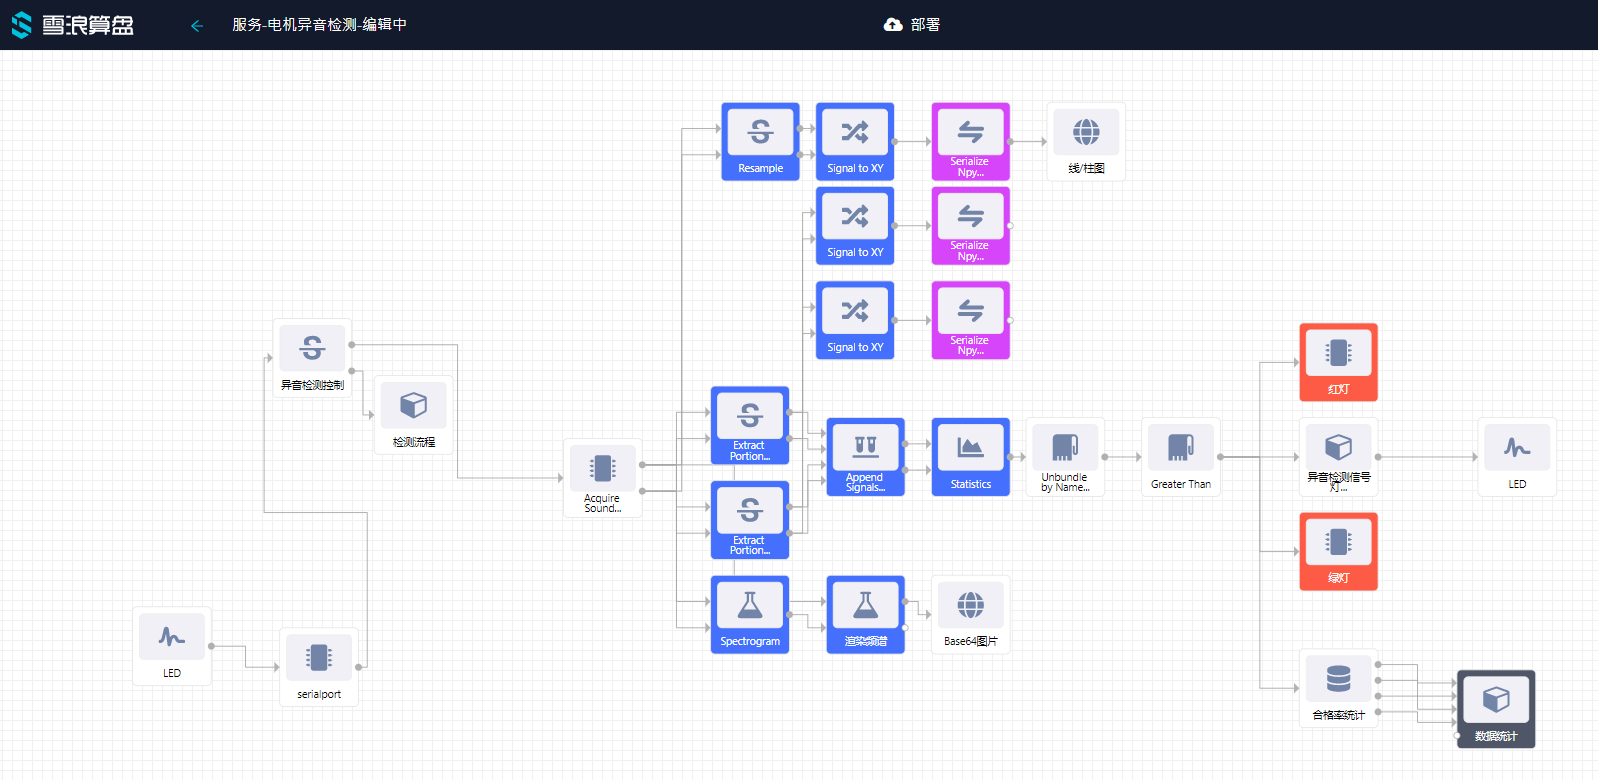 雪浪算盘
服务-电机异音检测-编辑中
部署
Resample
Signal to XY
Serialize
Npy...
线/柱图
Signal to XY
Serialize
Npy...
Signal to XY
Serialize
Npy...
异音检测控制
检测流程
红灯
Extract
Portion...
Append
Signals...
Statistics
Unbundle
by Name...
Greater Than
异音检测信号
灯...
LED
Acquire
Sound...
Extract
Portion...
绿灯
Spectrogram
渲染频谱
Base64图片
LED
serialport
合格率统计
数据统计